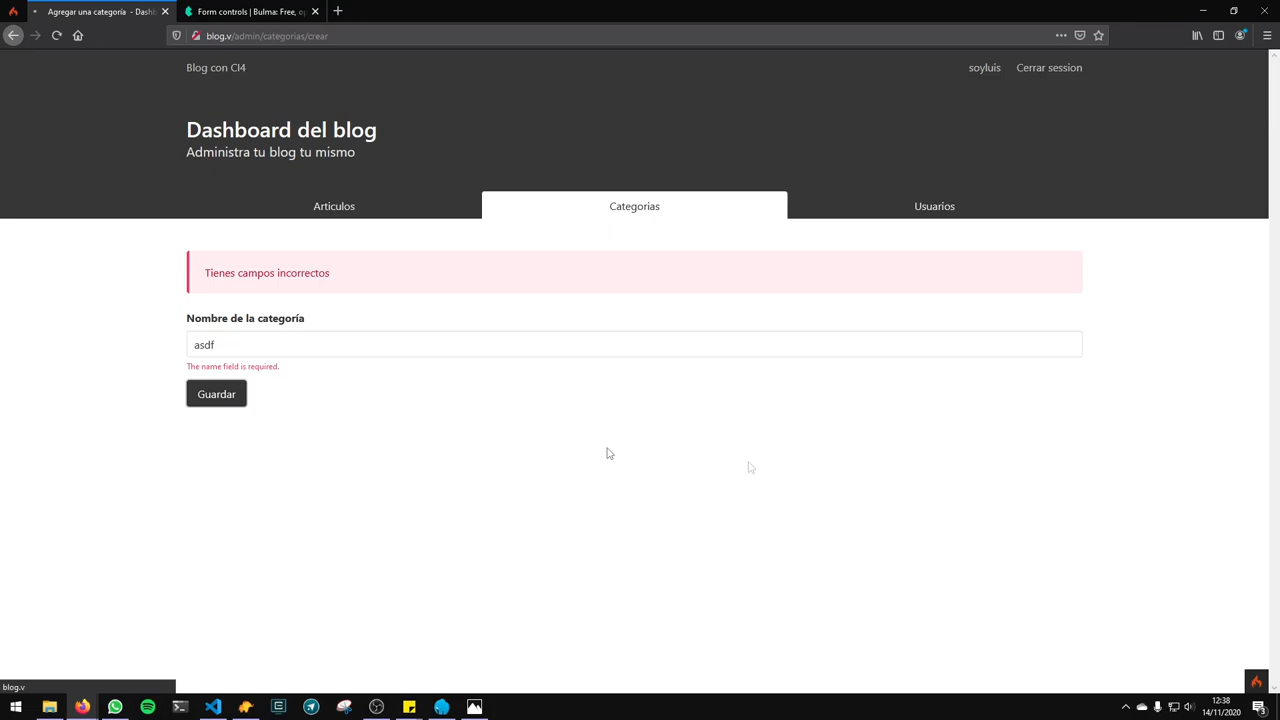 Agregar una categoría - Dashb
Form controls | Bulma: Free, op
blog.v/admin/categorias/crear
Blog con CI4
soyluis
Cerrar session
Dashboard del blog
Administra tu blog tu mismo
Articulos
Categorias
Usuarios
Tienes campos incorrectos
Nombre de la categoría
asdf
The name field is required.
Guardar
blog.v
12:38
14/11/2020
3